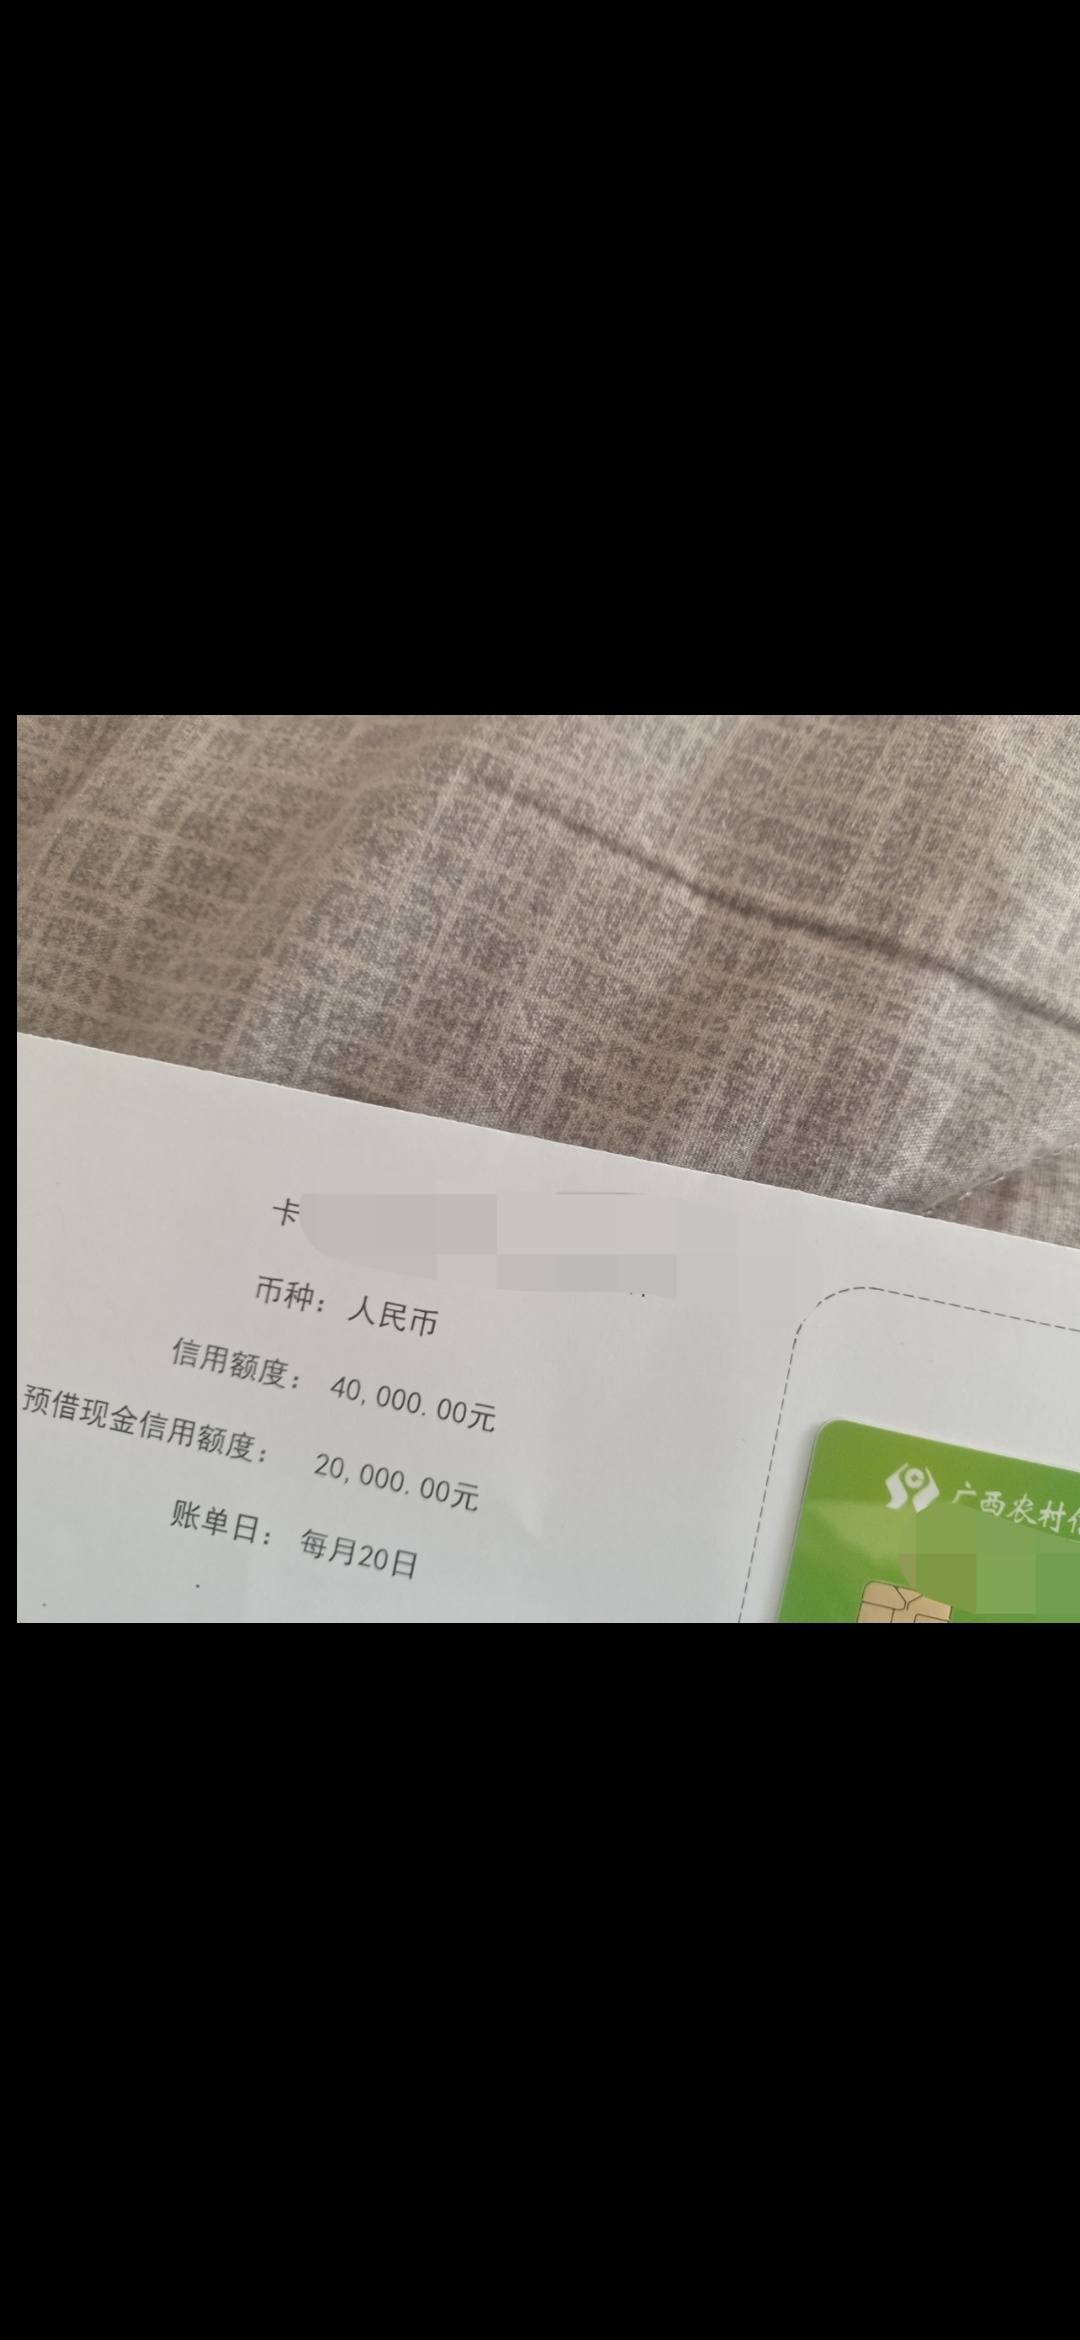 卡
币种： 人民币
信用额度： 40,000.00元
预借现金信用额度： 20,000.00元
账单日： 每月20日
广西农村